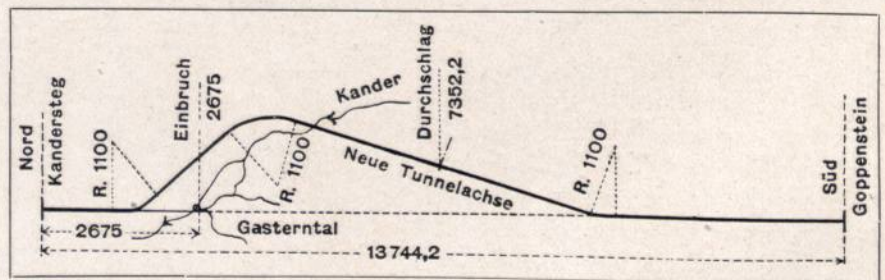 Nord
Kandersteg
R. 1100
Einbruch
2675
R. 1100
Kander
Durchschlag
7352,2
Neue Tunnelachse
R. 1100
Süd
Goppenstein
2675
Gasterntal
13744,2